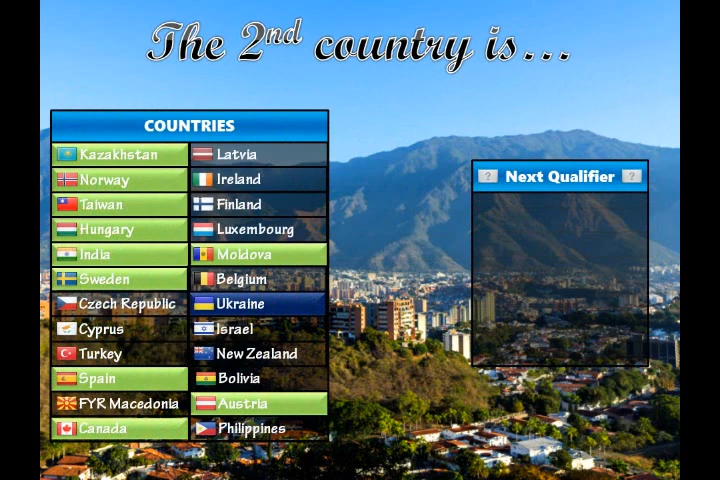 The 2nd country is...
COUNTRIES
Kazakhstan Latvia
Norway Ireland
Taiwan Finland
Hungary Luxembourg
India Moldova
Sweden Belgium
Czech Republic Ukraine
Cyprus Israel
Turkey New Zealand
Spain Bolivia
FYR Macedonia Austria
Canada Philippines
? Next Qualifier ?